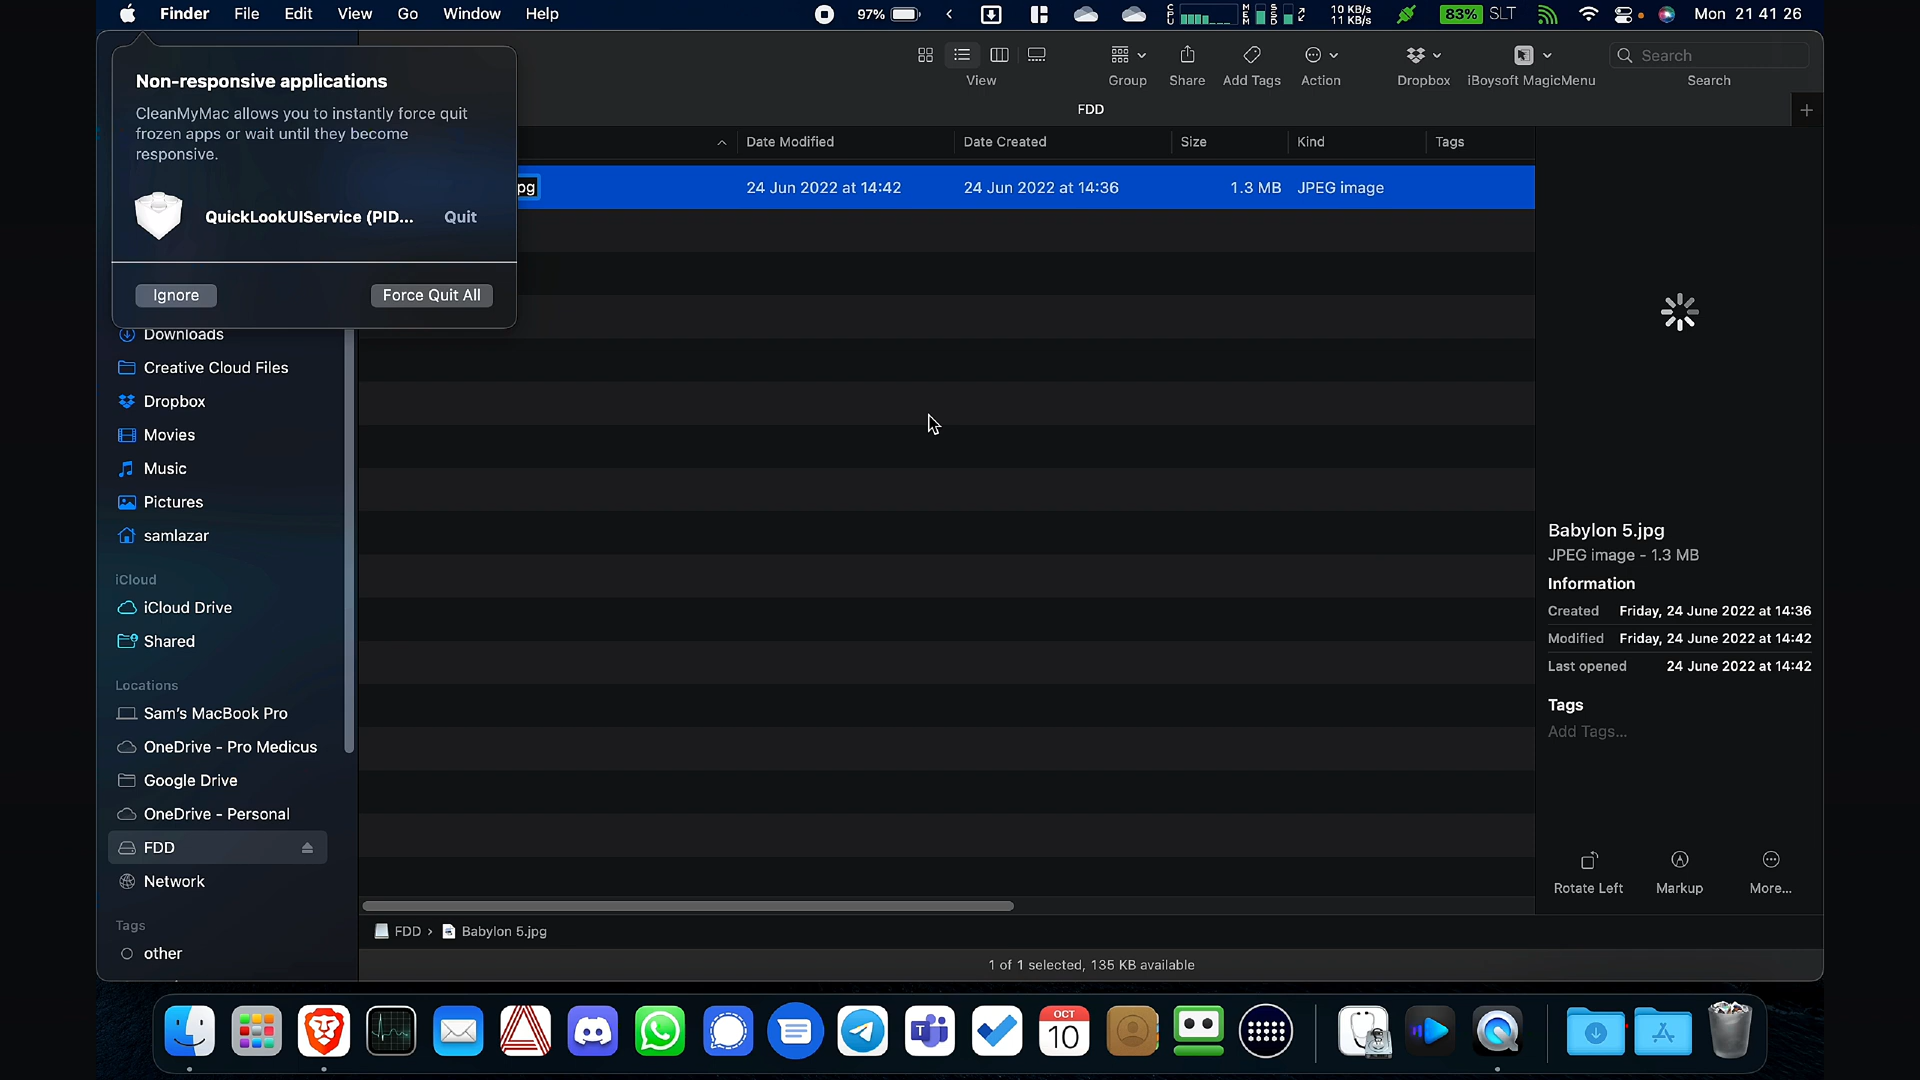 Finder File Edit View Go Window Help
97% 10 KB/s 11 KB/s 83% SLT Mon 21 41 26
Non-responsive applications
CleanMyMac allows you to instantly force quit
frozen apps or wait until they become
responsive.
QuickLookUIService (PID... Quit
Ignore Force Quit All
View Group Share Add Tags Action Dropbox iBoysoft MagicMenu Search
Search
FDD
Date Modified Date Created Size Kind Tags
pg 24 Jun 2022 at 14:42 24 Jun 2022 at 14:36 1.3 MB JPEG image
Downloads
Creative Cloud Files
Dropbox
Movies
Music
Pictures
samlazar
iCloud
iCloud Drive
Shared
Locations
Sam's MacBook Pro
OneDrive - Pro Medicus
Google Drive
OneDrive - Personal
FDD
Network
Tags
other
Babylon 5.jpg
JPEG image - 1.3 MB
Information
Created Friday, 24 June 2022 at 14:36
Modified Friday, 24 June 2022 at 14:42
Last opened 24 June 2022 at 14:42
Tags
Add Tags...
Rotate Left Markup More...
FDD › Babylon 5.jpg
1 of 1 selected, 135 KB available
OCT
10